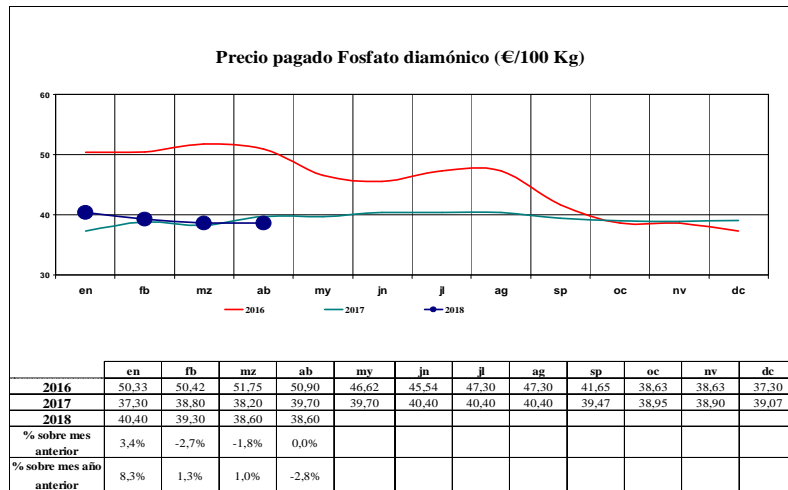 Precio pagado Fosfato diamónico (€/100 Kg)
60
50
40
30
en fb mz ab my jn jl ag sp oc nv dc
2016 2017 2018
en fb mz ab my jn jl ag sp oc nv dc
2016 50,33 50,42 51,75 50,90 46,62 45,54 47,30 47,30 41,65 38,63 38,63 37,30
2017 37,30 38,80 38,20 39,70 39,70 40,40 40,40 40,40 39,47 38,95 38,90 39,07
2018 40,40 39,30 38,60 38,60
% sobre mes
anterior 3,4% -2,7% -1,8% 0,0%
% sobre mes año
anterior 8,3% 1,3% 1,0% -2,8%